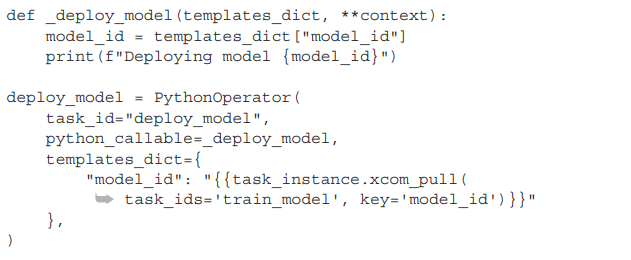 def _deploy_model(templates_dict, **context):
    model_id = templates_dict["model_id"]
    print(f"Deploying model {model_id}")

deploy_model = PythonOperator(
    task_id="deploy_model",
    python_callable=_deploy_model,
    templates_dict={
        "model_id": "{{task_instance.xcom_pull(
         ➥ task_ids='train_model', key='model_id')}}"
    },
)